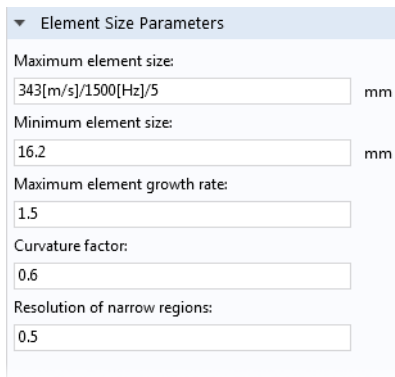 Element Size Parameters
Maximum element size:
343[m/s]/1500[Hz]/5 mm
Minimum element size:
16.2 mm
Maximum element growth rate:
1.5
Curvature factor:
0.6
Resolution of narrow regions:
0.5